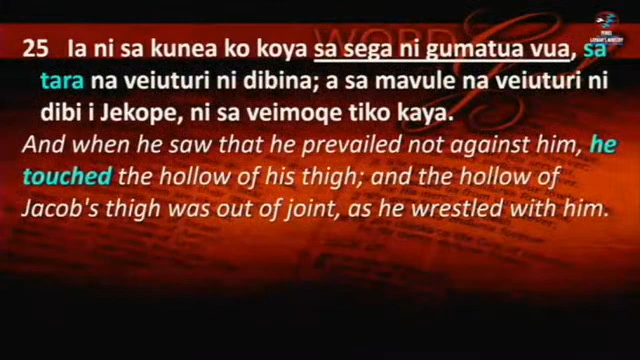 WORD
25 Ia ni sa kunea ko koya sa sega ni gumatua vua, sa
tara na veiuturi ni dibina; a sa mavule na veiuturi ni
dibi i Jekope, ni sa veimoqe tiko kaya.
And when he saw that he prevailed not against him, he
touched the hollow of his thigh; and the hollow of
Jacob's thigh was out of joint, as he wrestled with him.